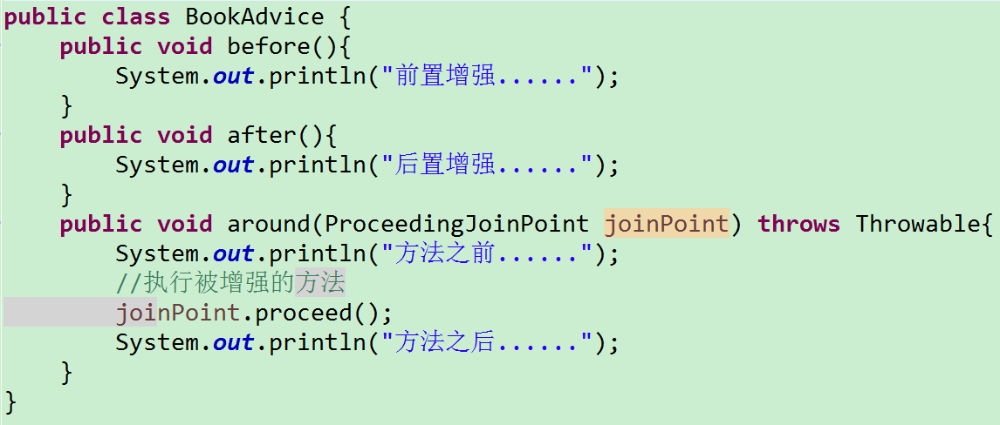 public class BookAdvice {
    public void before(){
        System.out.println("前置增强......");
    }
    public void after(){
        System.out.println("后置增强......");
    }
    public void around(ProceedingJoinPoint joinPoint) throws Throwable{
        System.out.println("方法之前......");
        //执行被增强的方法
        joinPoint.proceed();
        System.out.println("方法之后......");
    }
}